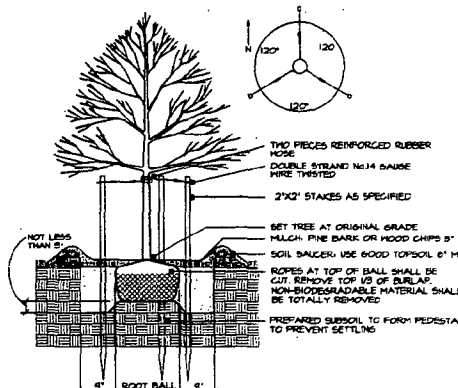 120°
120
N
120°
TWO PIECES REINFORCED RUBBER
HOSE
DOUBLE STRAND No.14 GAUGE
WIRE TWISTED
2"X2" STAKES AS SPECIFIED
SET TREE AT ORIGINAL GRADE
MULCH, PINE BARK OR WOOD CHIPS 3"
NOT LESS
THAN 5'
SOIL SAUCER: USE GOOD TOPSOIL 6" M
ROPES AT TOP OF BALL SHALL BE
CUT. REMOVE TOP 1/3 OF BURLAP.
NON-BIODEGRADABLE MATERIAL SHALL
BE TOTALLY REMOVED
PREPARED SUBSOIL TO FORM PEDESTA
TO PREVENT SETTLING
ROOT BALL